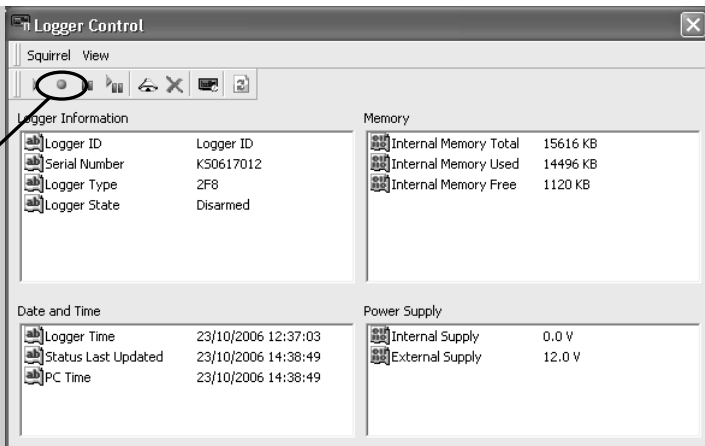 Logger Control
Squirrel View
Logger Information
Logger ID Logger ID
Serial Number KS0617012
Logger Type 2F8
Logger State Disarmed
Memory
Internal Memory Total 15616 KB
Internal Memory Used 14496 KB
Internal Memory Free 1120 KB
Date and Time
Logger Time 23/10/2006 12:37:03
Status Last Updated 23/10/2006 14:38:49
PC Time 23/10/2006 14:38:49
Power Supply
Internal Supply 0.0 V
External Supply 12.0 V